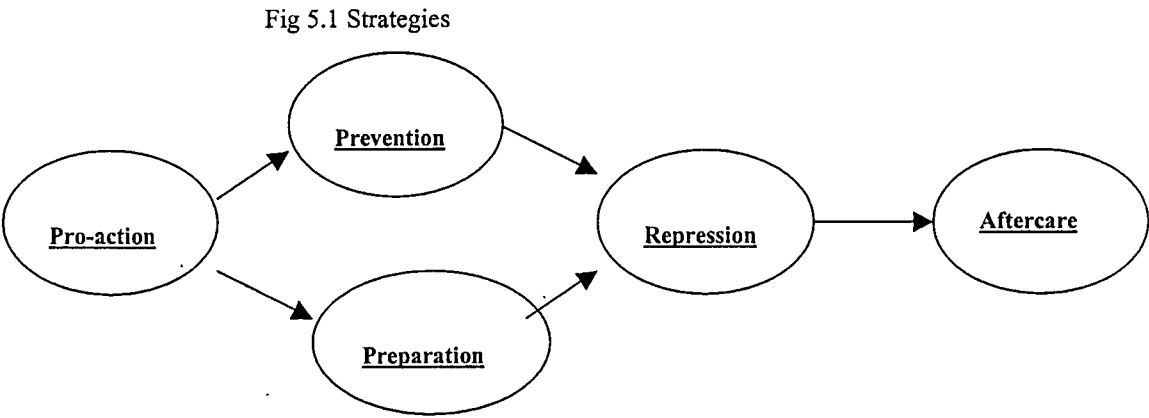 Fig 5.1 Strategies
Prevention
Pro-action
Repression
Aftercare
Preparation